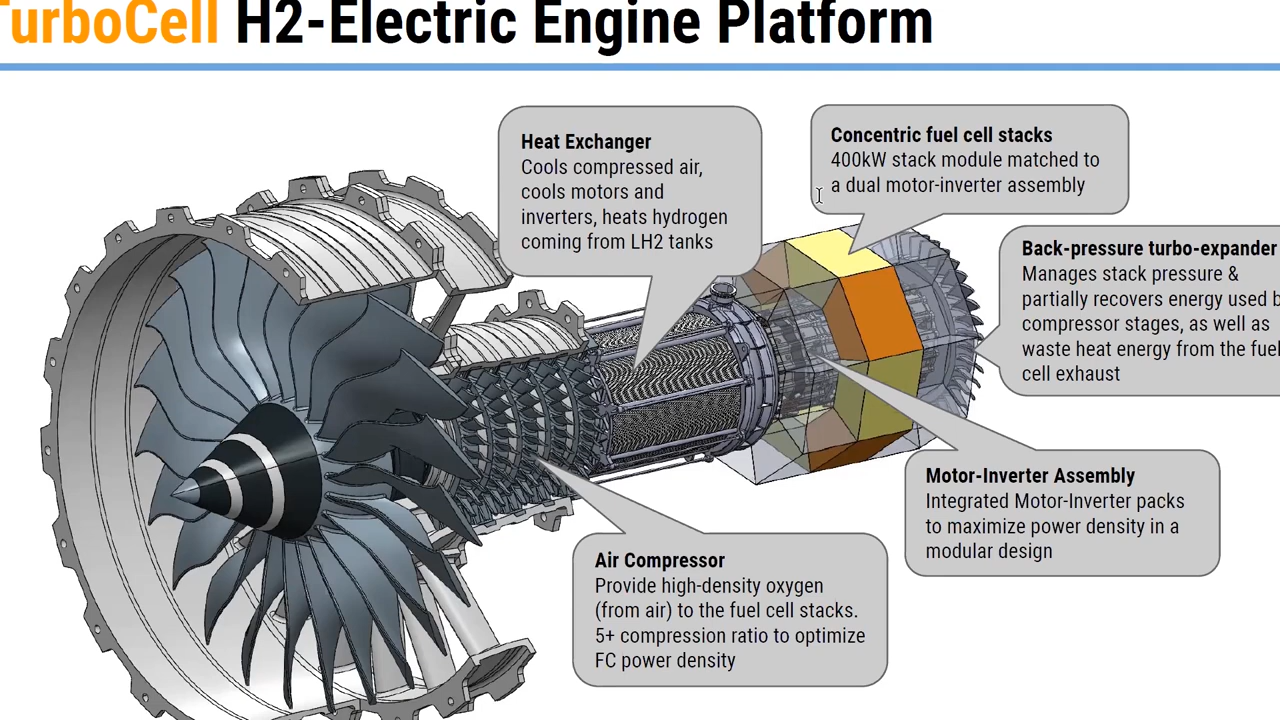 TurboCell H2-Electric Engine Platform
Heat Exchanger
Cools compressed air,
cools motors and
inverters, heats hydrogen
coming from LH2 tanks
Concentric fuel cell stacks
400kW stack module matched to
a dual motor-inverter assembly
Back-pressure turbo-expander
Manages stack pressure &
partially recovers energy used b
compressor stages, as well as
waste heat energy from the fuel
cell exhaust
Motor-Inverter Assembly
Integrated Motor-Inverter packs
to maximize power density in a
modular design
Air Compressor
Provide high-density oxygen
(from air) to the fuel cell stacks.
5+ compression ratio to optimize
FC power density